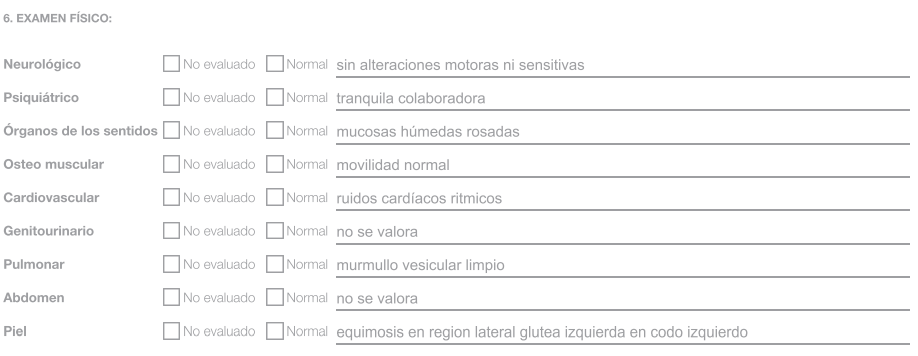 6. EXAMEN FÍSICO:
Neurológico No evaluado Normal sin alteraciones motoras ni sensitivas
Psiquiátrico No evaluado Normal tranquila colaboradora
Órganos de los sentidos No evaluado Normal mucosas húmedas rosadas
Osteo muscular No evaluado Normal movilidad normal
Cardiovascular No evaluado Normal ruidos cardíacos ritmicos
Genitourinario No evaluado Normal no se valora
Pulmonar No evaluado Normal murmullo vesicular limpio
Abdomen No evaluado Normal no se valora
Piel No evaluado Normal equimosis en region lateral glutea izquierda en codo izquierdo